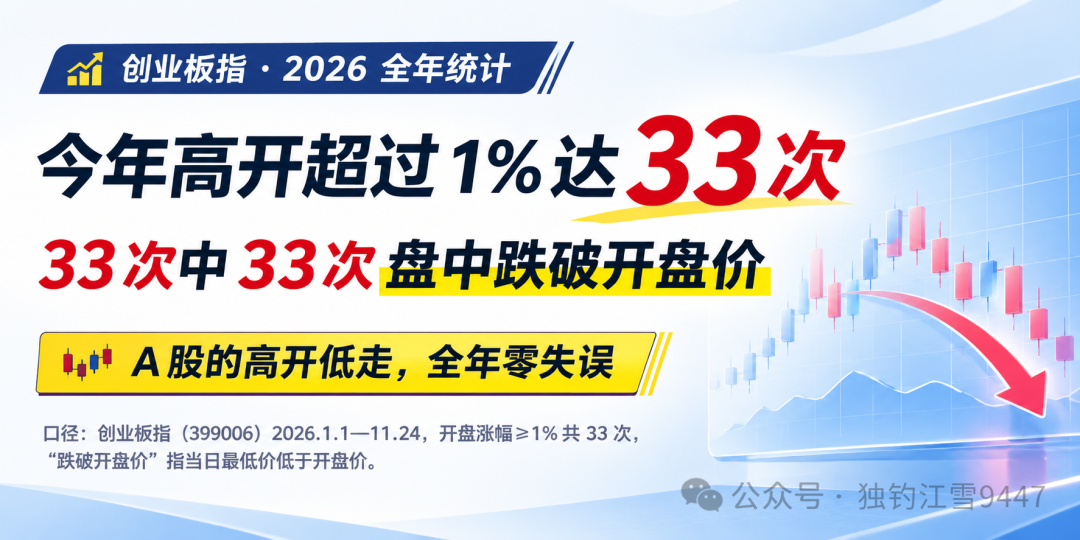 创业板指·2026 全年统计
今年高开超过1%达33次
33次中33次盘中跌破开盘价
A股的高开低走，全年零失误
口径：创业板指（399006）2026.1.1—11.24，开盘涨幅≥1%共 33 次，
“跌破开盘价”指当日最低价低于开盘价。
公众号·独钓江雪9447